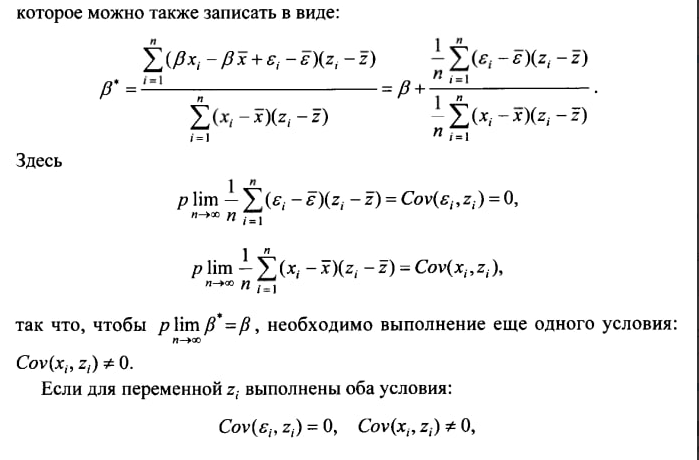 которое можно также записать в виде:
$$\beta^* = \frac{\sum_{i=1}^{n}(\beta x_i - \beta \bar{x} + \varepsilon_i - \bar{\varepsilon})(z_i - \bar{z})}{\sum_{i=1}^{n}(x_i - \bar{x})(z_i - \bar{z})} = \beta + \frac{\frac{1}{n}\sum_{i=1}^{n}(\varepsilon_i - \bar{\varepsilon})(z_i - \bar{z})}{\frac{1}{n}\sum_{i=1}^{n}(x_i - \bar{x})(z_i - \bar{z})}.$$
Здесь
$$p\lim_{n\to\infty} \frac{1}{n}\sum_{i=1}^{n}(\varepsilon_i - \bar{\varepsilon})(z_i - \bar{z}) = Cov(\varepsilon_i, z_i) = 0,$$
$$p\lim_{n\to\infty} \frac{1}{n}\sum_{i=1}^{n}(x_i - \bar{x})(z_i - \bar{z}) = Cov(x_i, z_i),$$
так что, чтобы $p\lim_{n\to\infty} \beta^* = \beta$, необходимо выполнение еще одного условия:
$Cov(x_i, z_i) \neq 0.$
Если для переменной $z_i$ выполнены оба условия:
$$Cov(\varepsilon_i, z_i) = 0, \quad Cov(x_i, z_i) \neq 0,$$